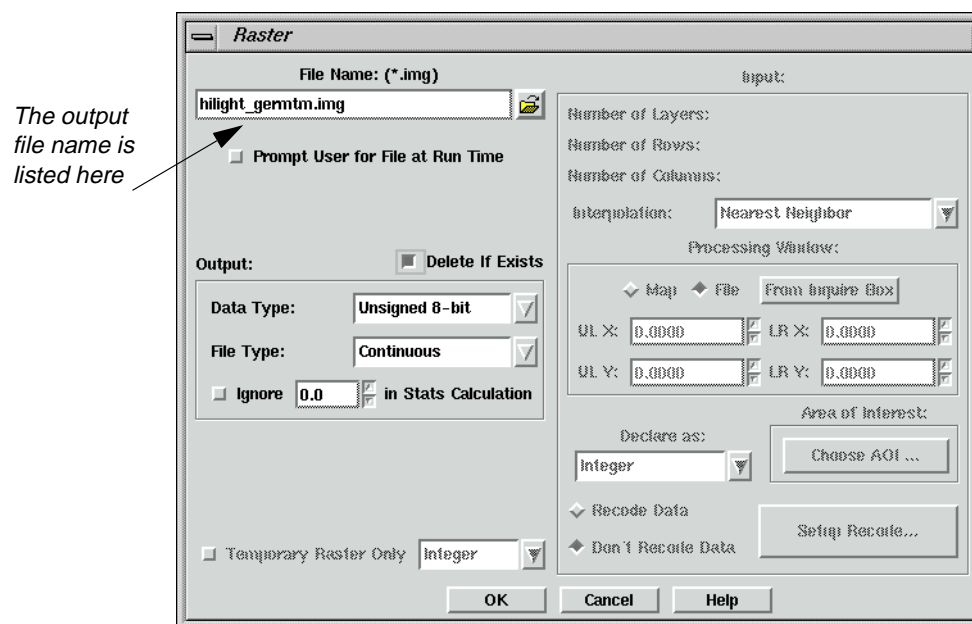 Raster
The output
file name is
listed here
File Name: (*.img)
hilight_germtm.img
Prompt User for File at Run Time
Output:
Delete If Exists
Data Type: Unsigned 8-bit
File Type: Continuous
Ignore 0.0 in Stats Calculation
Temporary Raster Only Integer
Input:
Number of Layers:
Number of Rows:
Number of Columns:
Interpolation: Nearest Neighbor
Processing Window:
Map File From Inquire Box
UL X: 0.0000 LR X: 0.0000
UL Y: 0.0000 LR Y: 0.0000
Declare as:
Integer
Area of Interest:
Choose AOI ...
Recode Data
Don't Recode Data
Setup Recode...
OK Cancel Help